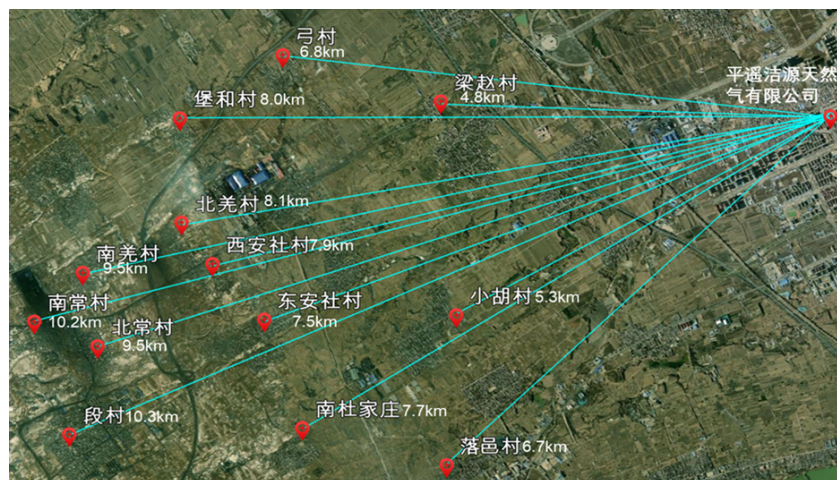 弓村
6.8km
梁赵村
4.8km
平遥洁源天然
气有限公司
堡和村8.0km
北羌村8.1km
西安社村7.9km
南羌村
9.5km
南常村
10.2km
东安社村
7.5km
小胡村5.3km
北常村
9.5km
段村10.3km
南杜家庄7.7km
落邑村6.7km